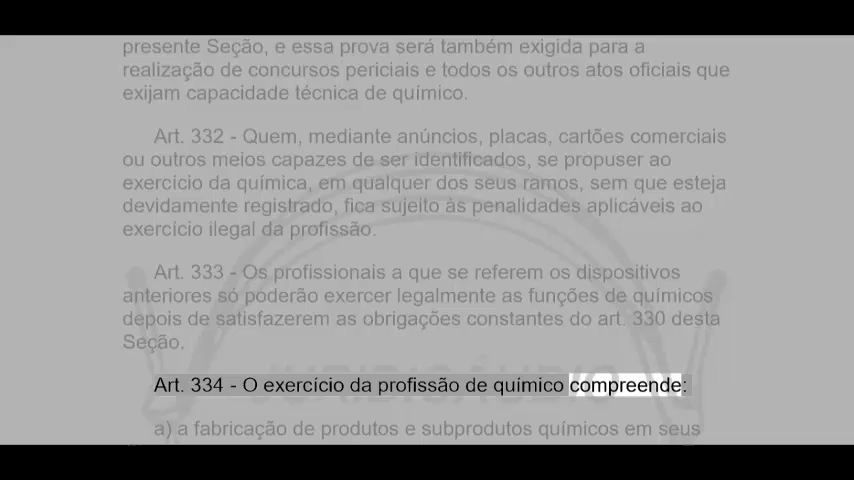 presente Seção, e essa prova será também exigida para a
realização de concursos periciais e todos os outros atos oficiais que
exijam capacidade técnica de químico.
Art. 332 - Quem, mediante anúncios, placas, cartões comerciais
ou outros meios capazes de ser identificados, se propuser ao
exercício da química, em qualquer dos seus ramos, sem que esteja
devidamente registrado, fica sujeito às penalidades aplicáveis ao
exercício ilegal da profissão.
Art. 333 - Os profissionais a que se referem os dispositivos
anteriores só poderão exercer legalmente as funções de químicos
depois de satisfazerem as obrigações constantes do art. 330 desta
Seção.
Art. 334 - O exercício da profissão de químico compreende:
a) a fabricação de produtos e subprodutos químicos em seus